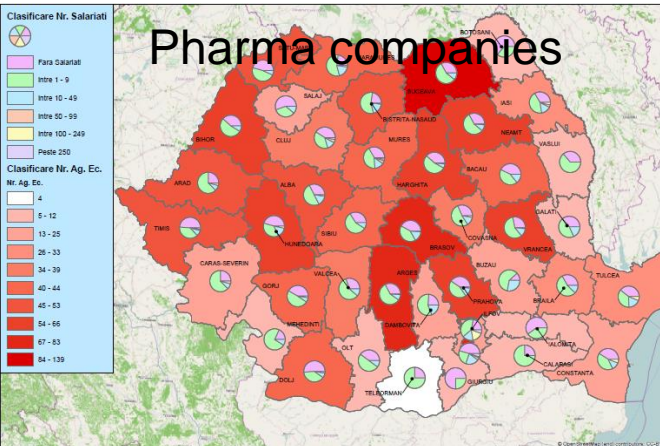 Pharma companies
Clasificare Nr. Salariati
Fara Salariati
Intre 1 - 9
Intre 10 - 49
Intre 50 - 99
Intre 100 - 249
Peste 250
Clasificare Nr. Ag. Ec.
Nr. Ag. Ec.
4
5 - 12
13 - 25
26 - 33
34 - 39
40 - 44
45 - 53
54 - 66
67 - 83
84 - 139
BOTOSANI
SUCEAVA
IASI
SALAJ
BISTRITA-NASAUD
NEAMT
BIHOR
CLUJ
MURES
VASLUI
HARGHITA
BACAU
ARAD
ALBA
TIMIS
HUNEDOARA
SIBIU
BRASOV
COVASNA
VRANCEA
GALATI
CARAS-SEVERIN
VALCEA
ARGES
BUZAU
TULCEA
GORJ
PRAHOVA
BRAILA
MEHEDINTI
DAMBOVITA
ILFOV
OLT
IALOMITA
CALARASI
CONSTANTA
DOLJ
TELEORMAN
GIURGIU